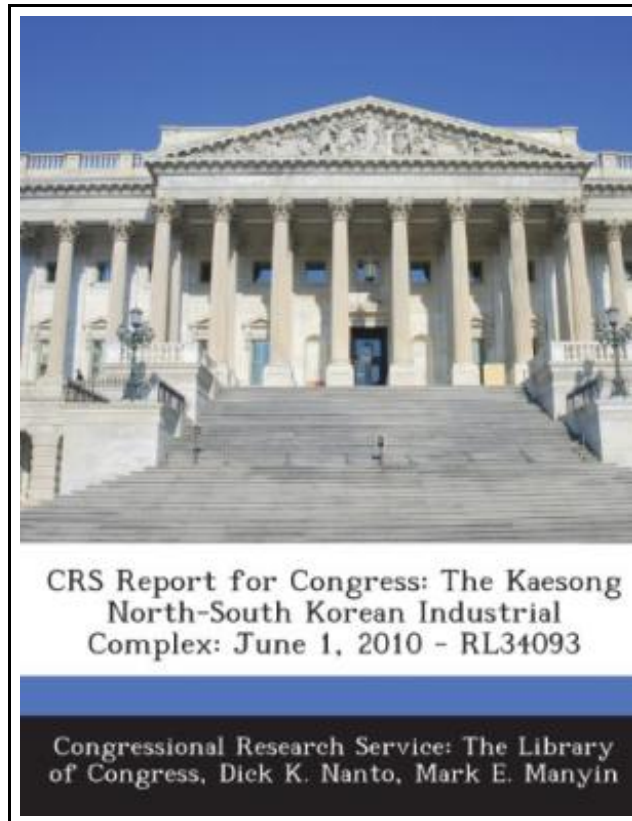 CRS Report for Congress: The Kaesong
North-South Korean Industrial
Complex: June 1, 2010 - RL34093
Congressional Research Service: The Library
of Congress, Dick K. Nanto, Mark E. Manyin